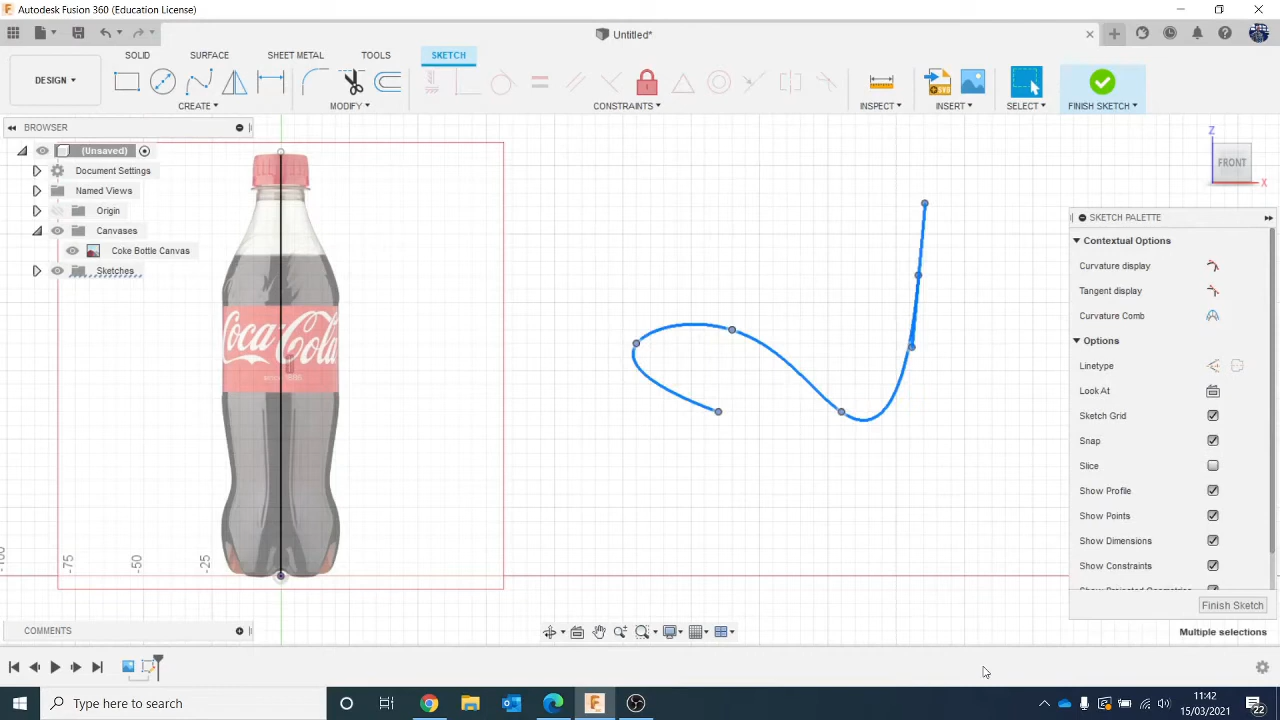 Autodesk Fusion 360 (Education License)
Untitled*
SOLID SURFACE SHEET METAL TOOLS SKETCH
DESIGN
CREATE MODIFY CONSTRAINTS INSPECT INSERT SELECT FINISH SKETCH
BROWSER
(Unsaved)
Document Settings
Named Views
Origin
Canvases
Coke Bottle Canvas
Sketches
Coca Cola
Z
FRONT
X
SKETCH PALETTE
Contextual Options
Curvature display
Tangent display
Curvature Comb
Options
Linetype
Look At
Sketch Grid
Snap
Slice
Show Profile
Show Points
Show Dimensions
Show Constraints
Show Projected Geometries
Finish Sketch
-100
-75
-50
-25
COMMENTS
Multiple selections
Type here to search
11:42
15/03/2021
22